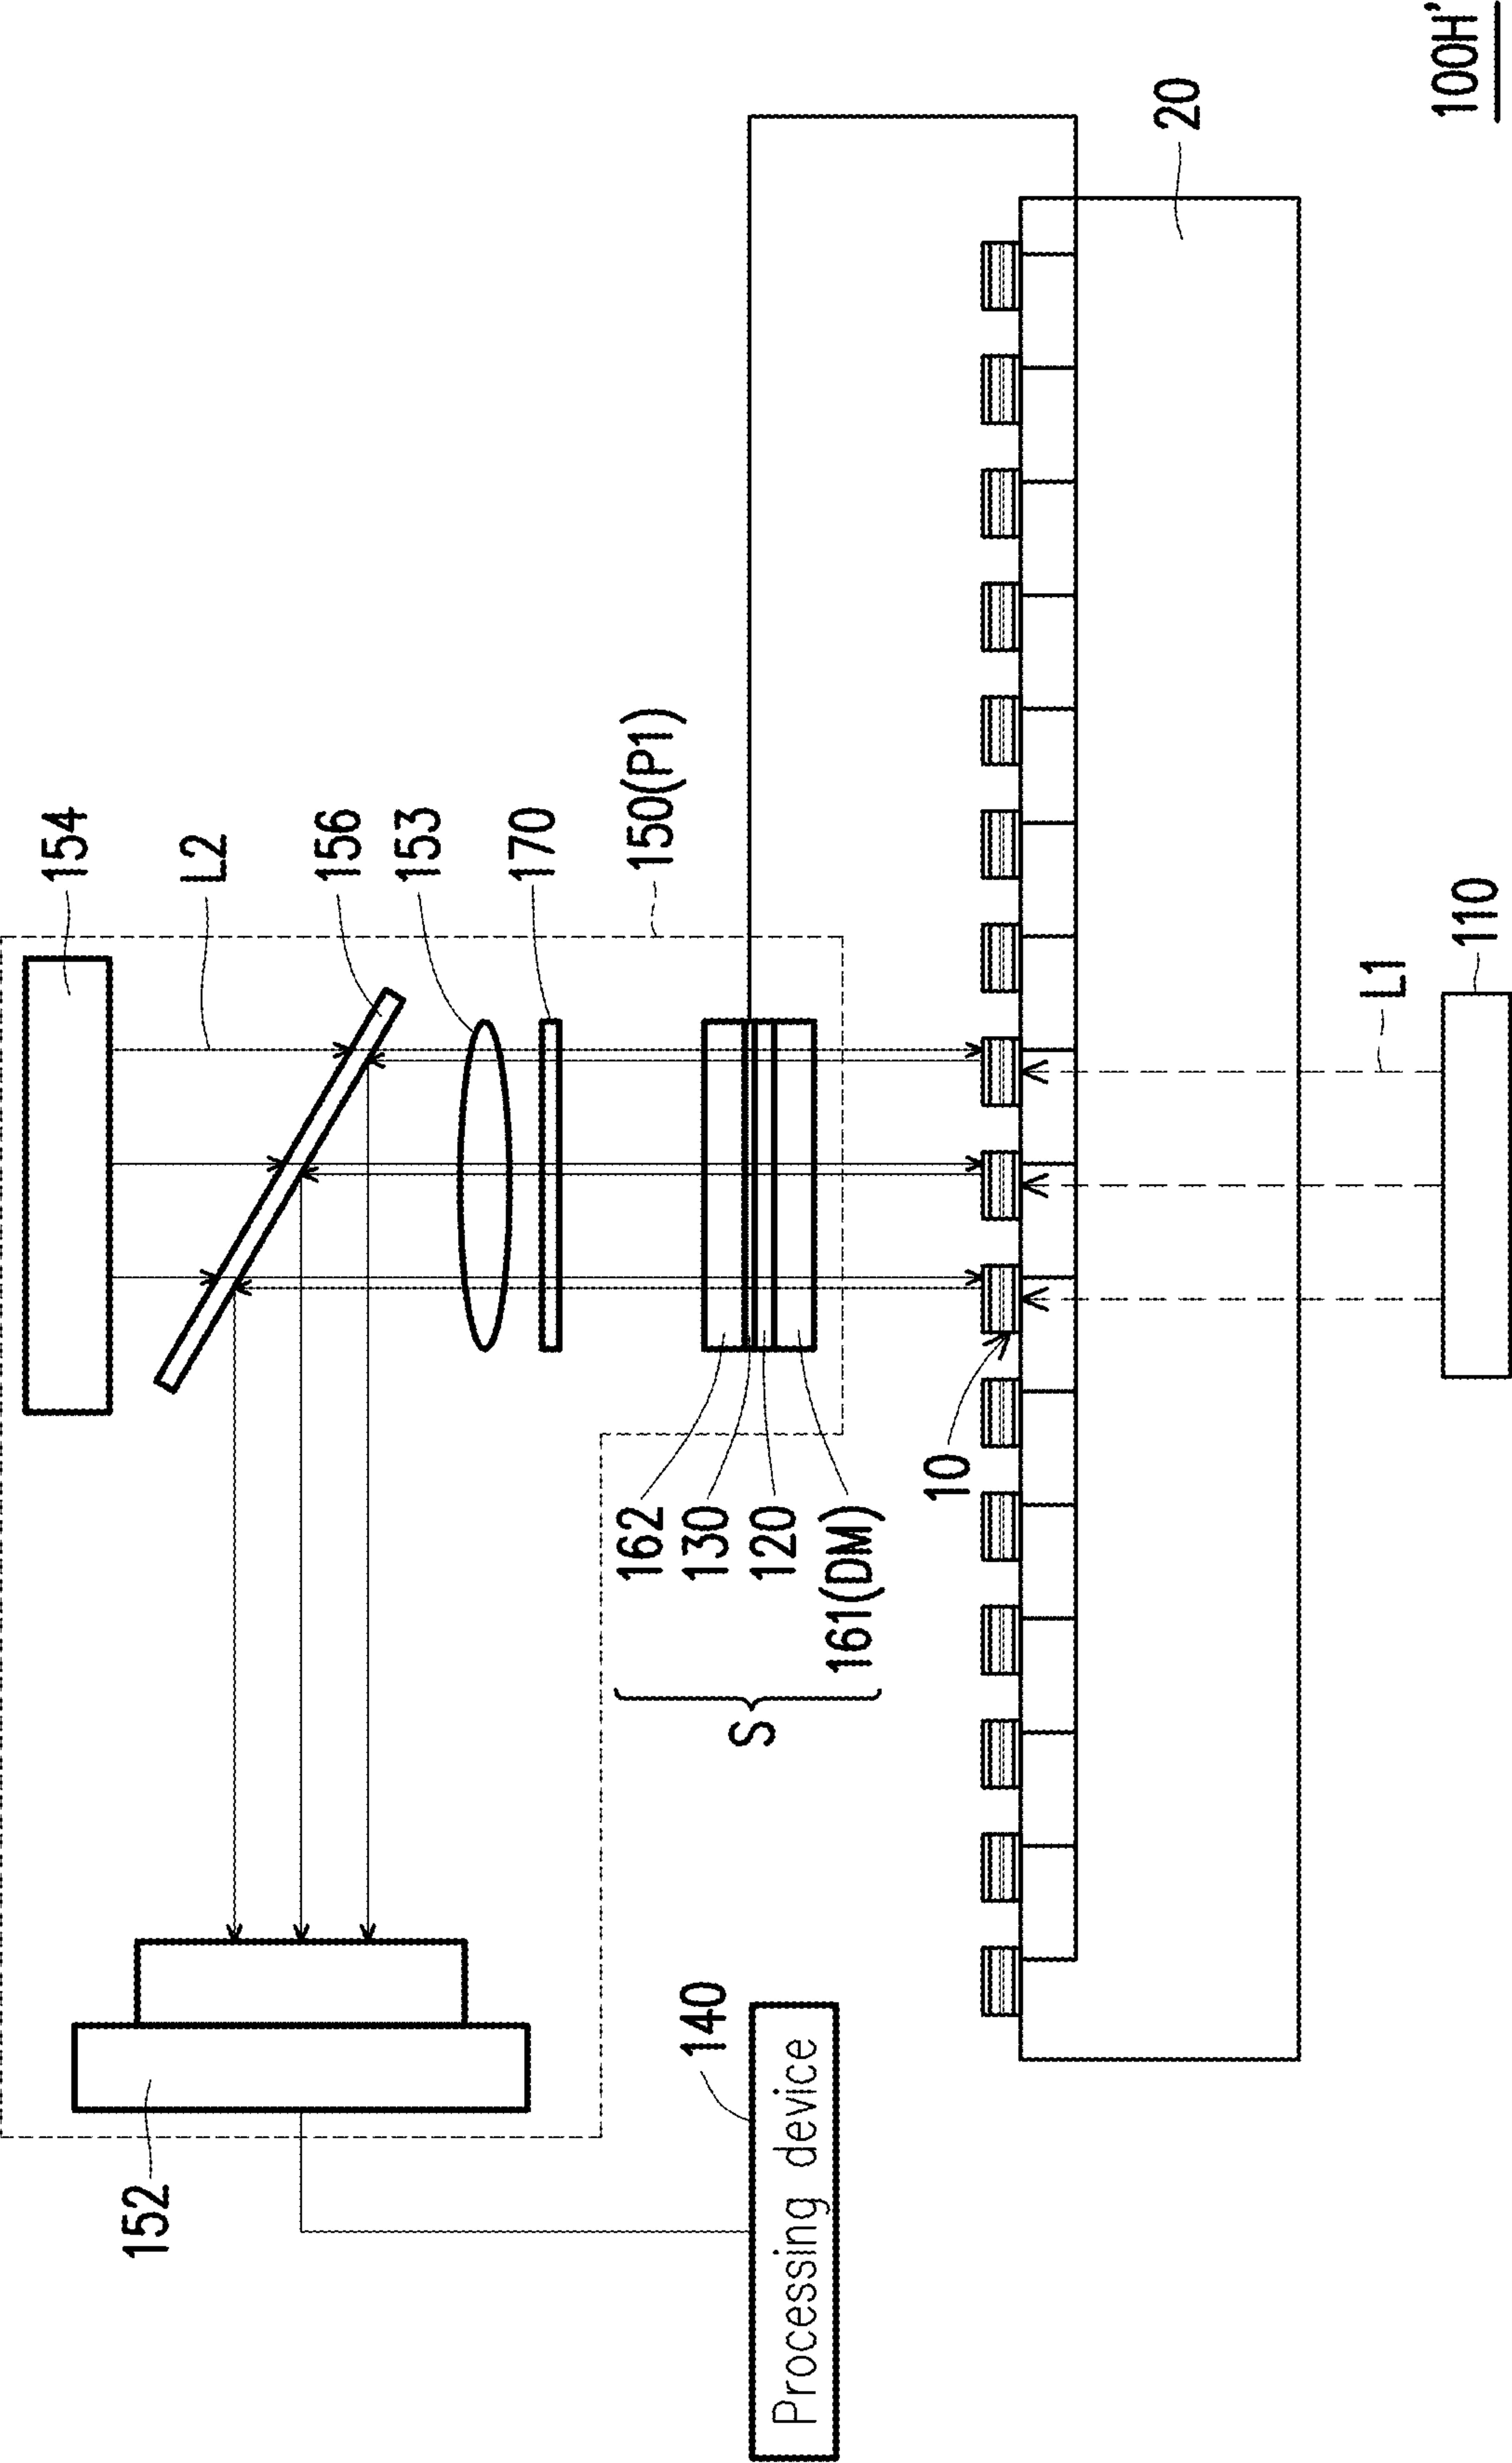 154
L2
156
153
170
150(P1)
20
100H'
162
130
120
161(DM)
S
10
L1
110
152
140
Processing device